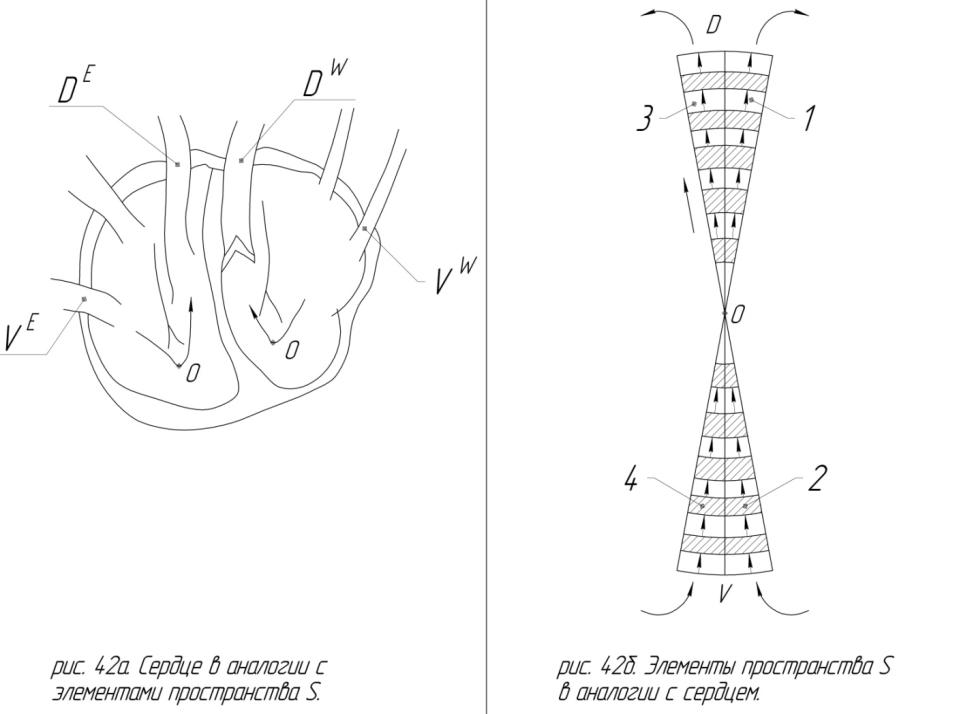 D^E
D^W
V^W
V^E
O
O
рис. 42а. Сердце в аналогии с
элементами пространства S.
D
3
1
O
4
2
V
рис. 42б. Элементы пространства S
в аналогии с сердцем.